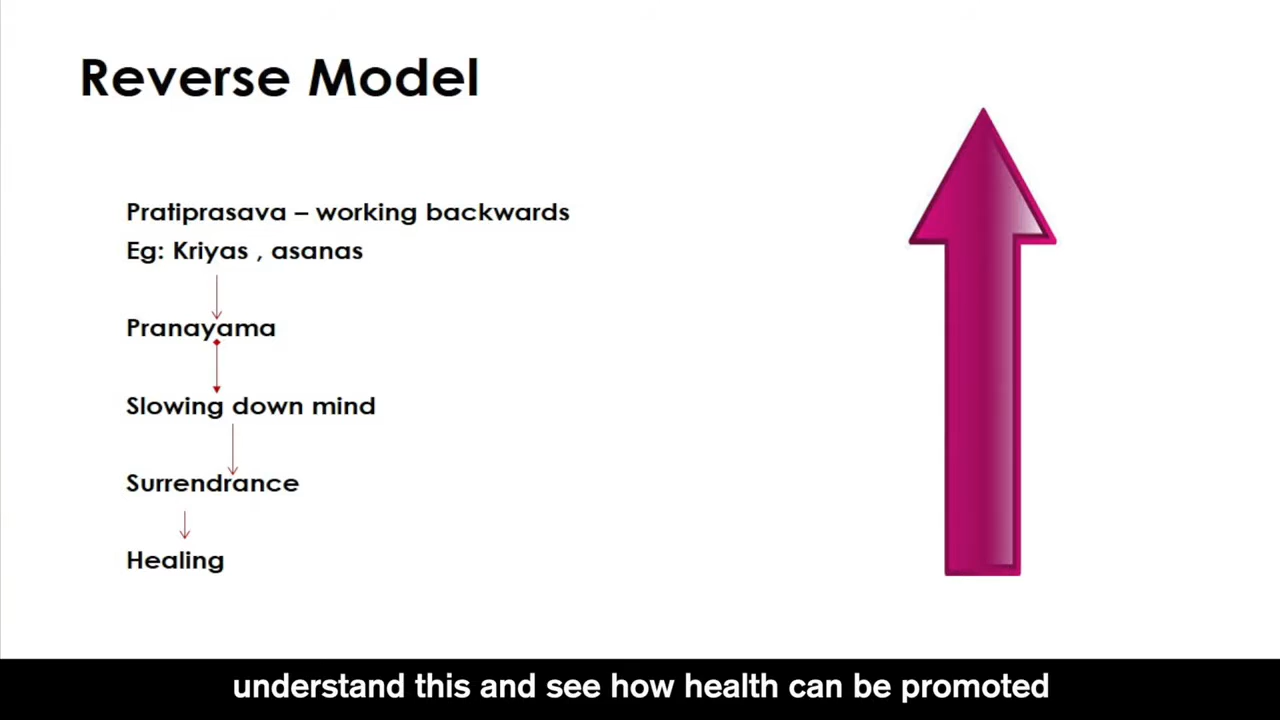 Reverse Model
Pratiprasava – working backwards
Eg: Kriyas , asanas
Pranayama
Slowing down mind
Surrendrance
Healing
understand this and see how health can be promoted